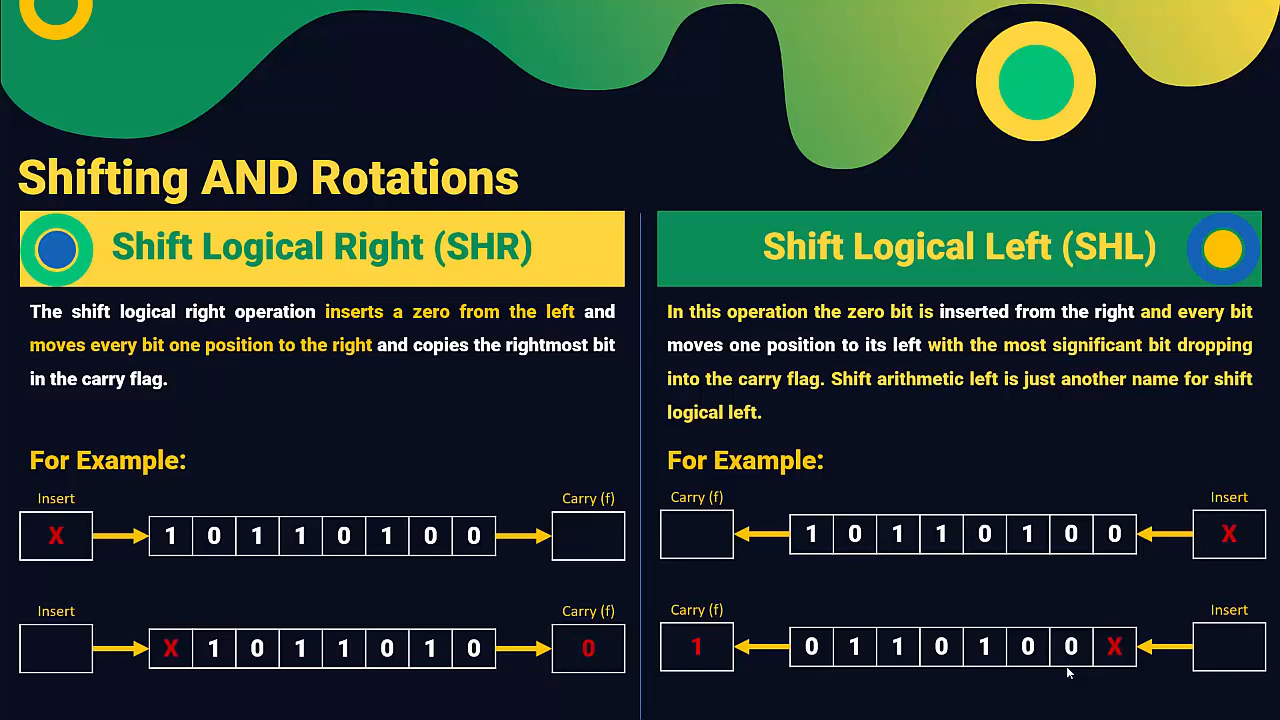 Shifting AND Rotations
Shift Logical Right (SHR)
The shift logical right operation inserts a zero from the left and
moves every bit one position to the right and copies the rightmost bit
in the carry flag.
For Example:
Insert
Carry (f)
X 1 0 1 1 0 1 0 0
Insert
Carry (f)
X 1 0 1 1 0 1 0 0
Shift Logical Left (SHL)
In this operation the zero bit is inserted from the right and every bit
moves one position to its left with the most significant bit dropping
into the carry flag. Shift arithmetic left is just another name for shift
logical left.
For Example:
Carry (f)
Insert
1 0 1 1 0 1 0 0 X
Carry (f)
Insert
1 0 1 1 0 1 0 0 X